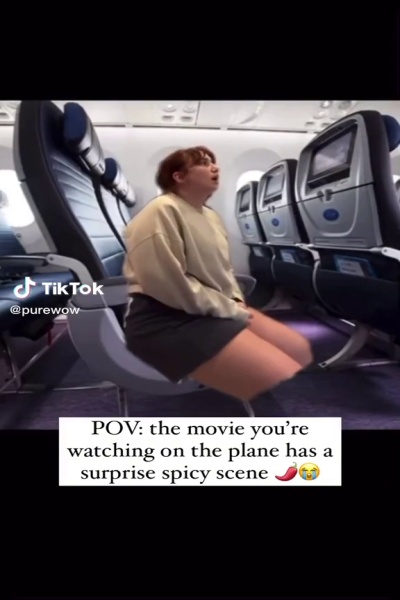 TikTok
@purewow
POV: the movie you're
watching on the plane has a
surprise spicy scene 🌶️😭